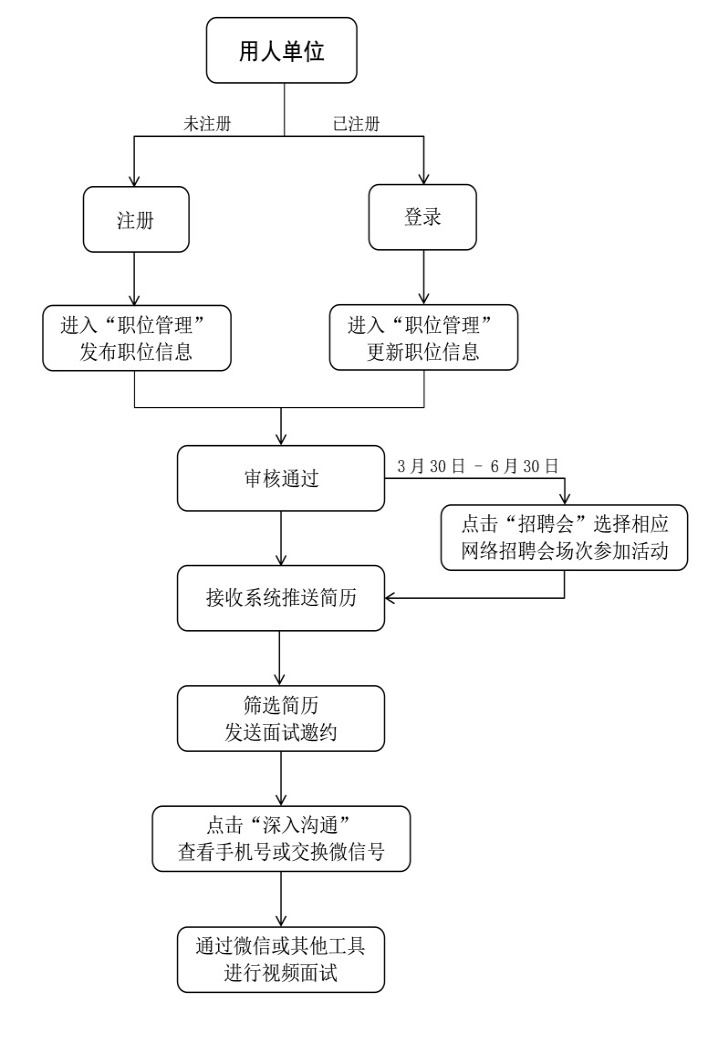 用人单位
未注册
已注册
注册
登录
进入“职位管理”
发布职位信息
进入“职位管理”
更新职位信息
审核通过
3月30日 - 6月30日
点击“招聘会”选择相应
网络招聘会场次参加活动
接收系统推送简历
筛选简历
发送面试邀约
点击“深入沟通”
查看手机号或交换微信号
通过微信或其他工具
进行视频面试